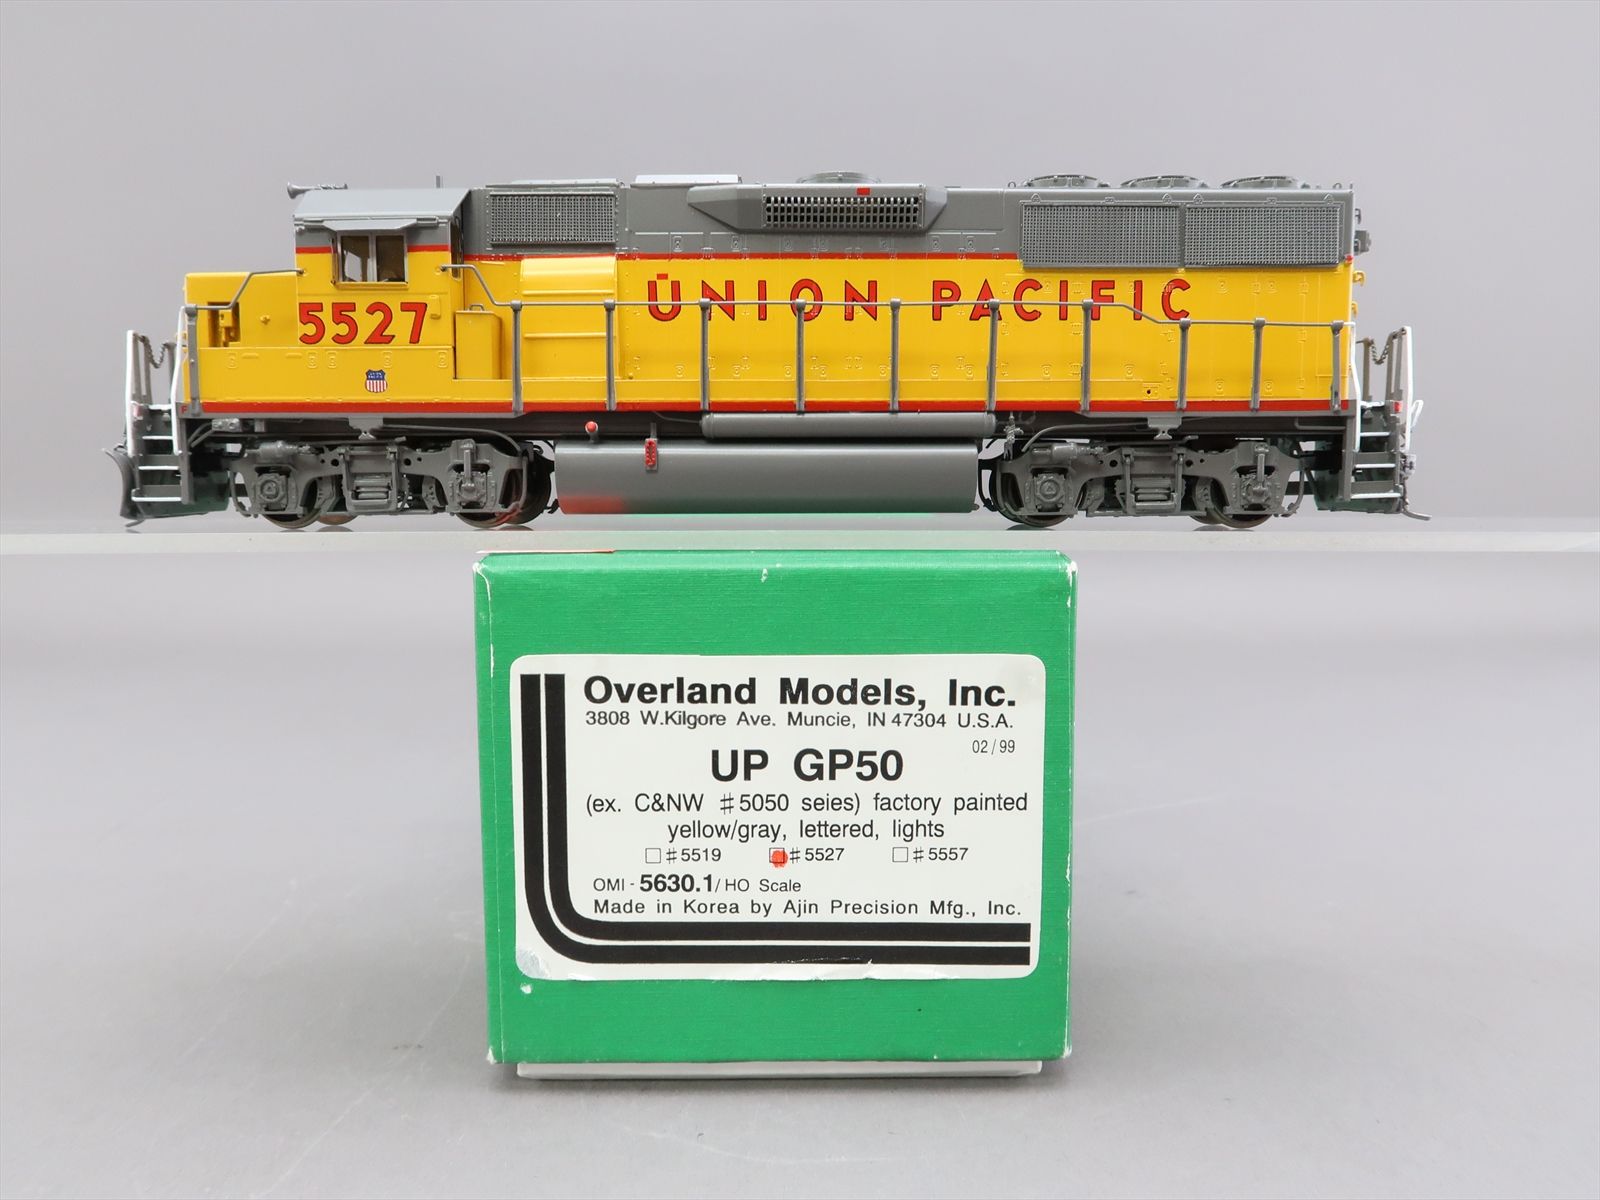 5527
UNION PACIFIC
F
Overland Models, Inc.
3808 W.Kilgore Ave. Muncie, IN 47304 U.S.A.
02/99
UP GP50
(ex. C&NW #5050 seies) factory painted
yellow/gray, lettered, lights
☐#5519 ☐#5527 ☐#5557
OMI-5630.1/HO Scale
Made in Korea by Ajin Precision Mfg., Inc.